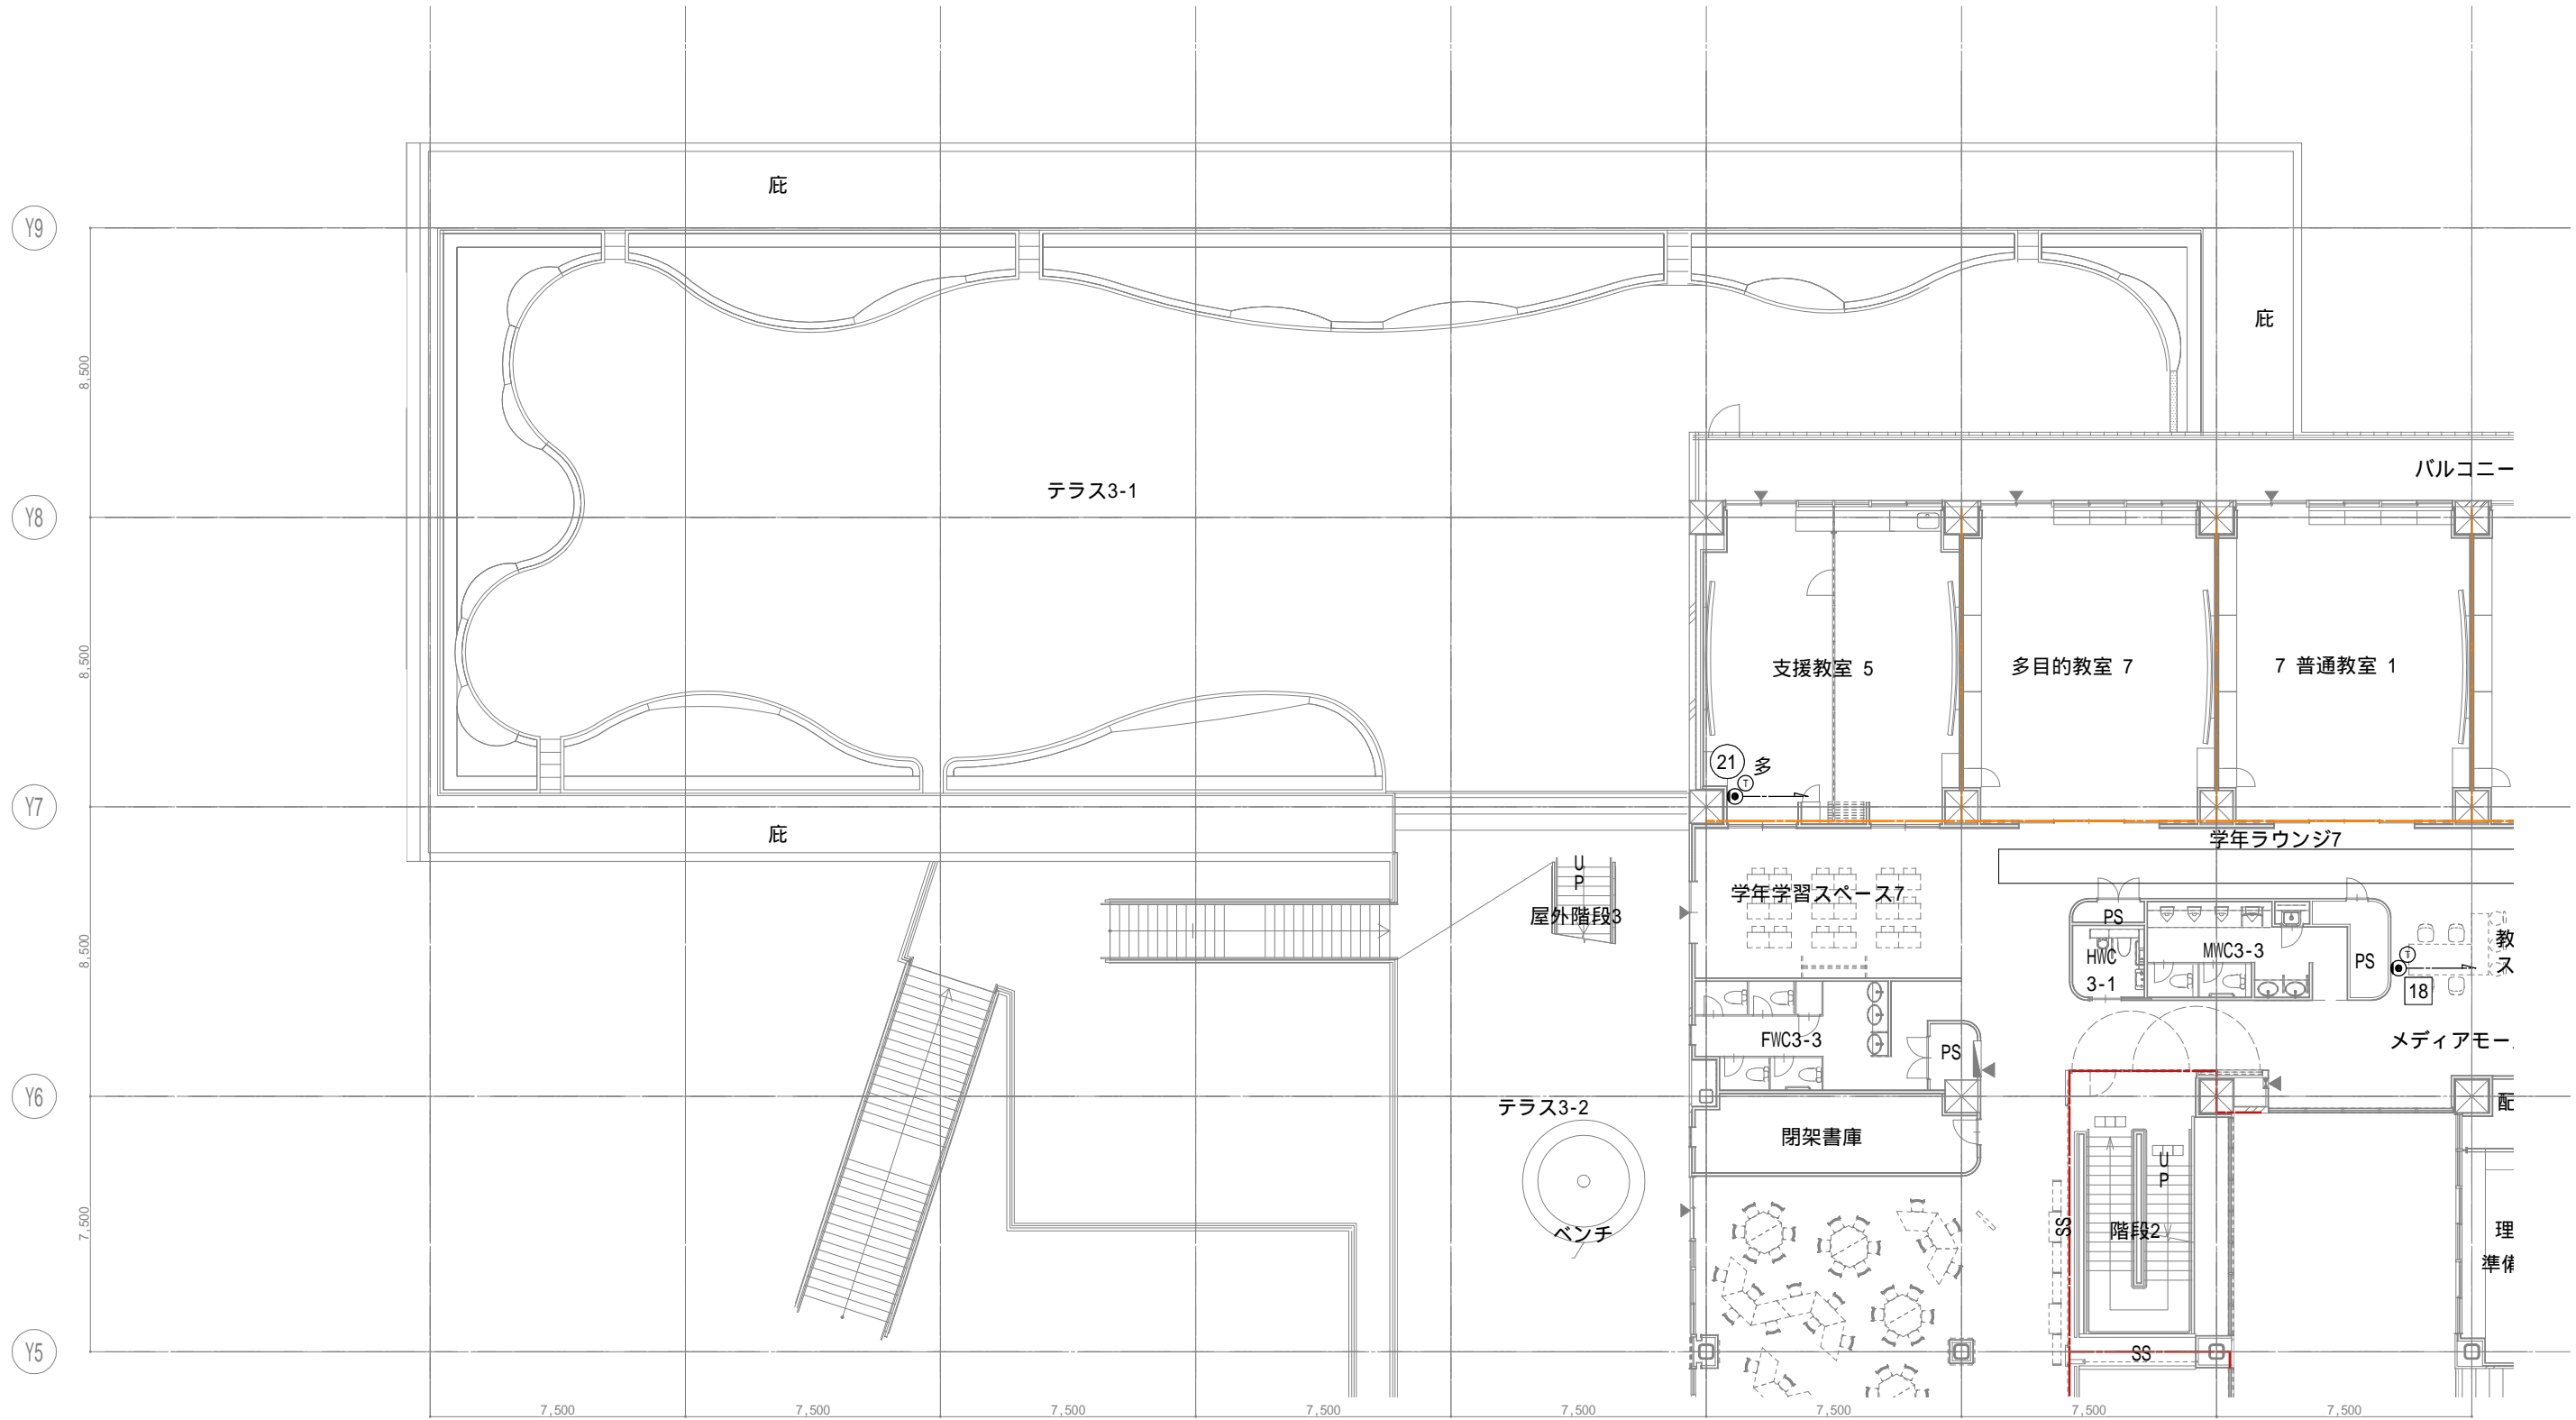 庇
Y9
庇
8,500
バルコニー
テラス3-1
Y8
8,500
支援教室 5
多目的教室 7
7 普通教室 1
21
多
T
Y7
庇
学年ラウンジ7
UP
学年学習スペース7
屋外階段3
PS
HWC
3-1
MWC3-3
PS
T
教
ス
18
8,500
FWC3-3
PS
メディアモー
Y6
テラス3-2
配
閉架書庫
UP
7,500
ベンチ
SS
階段2
理
準備
Y5
SS
7,500
7,500
7,500
7,500
7,500
7,500
7,500
7,500